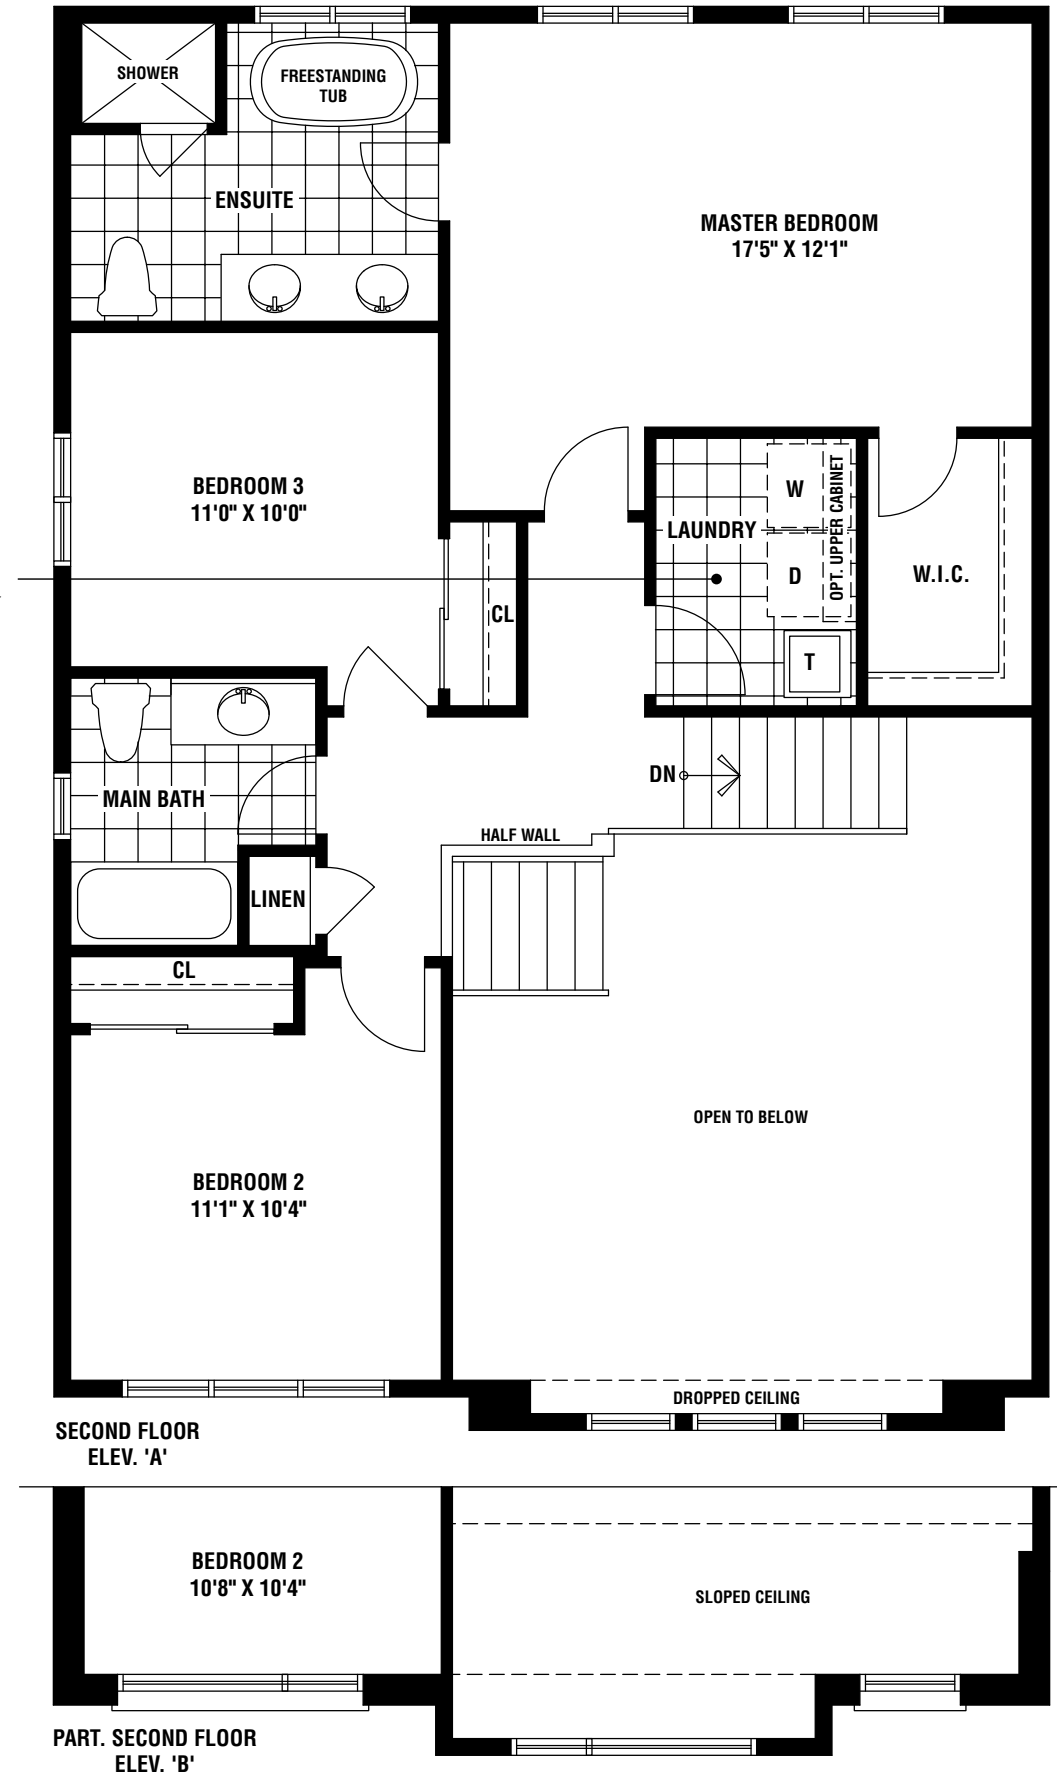 SHOWER
FREESTANDING
TUB
ENSUITE
MASTER BEDROOM
17'5" X 12'1"
BEDROOM 3
11'0" X 10'0"
W
OPT. UPPER CABINET
LAUNDRY
D
W.I.C.
CL
T
DN
MAIN BATH
HALF WALL
LINEN
CL
OPEN TO BELOW
BEDROOM 2
11'1" X 10'4"
DROPPED CEILING
SECOND FLOOR
ELEV. 'A'
BEDROOM 2
10'8" X 10'4"
SLOPED CEILING
PART. SECOND FLOOR
ELEV. 'B'